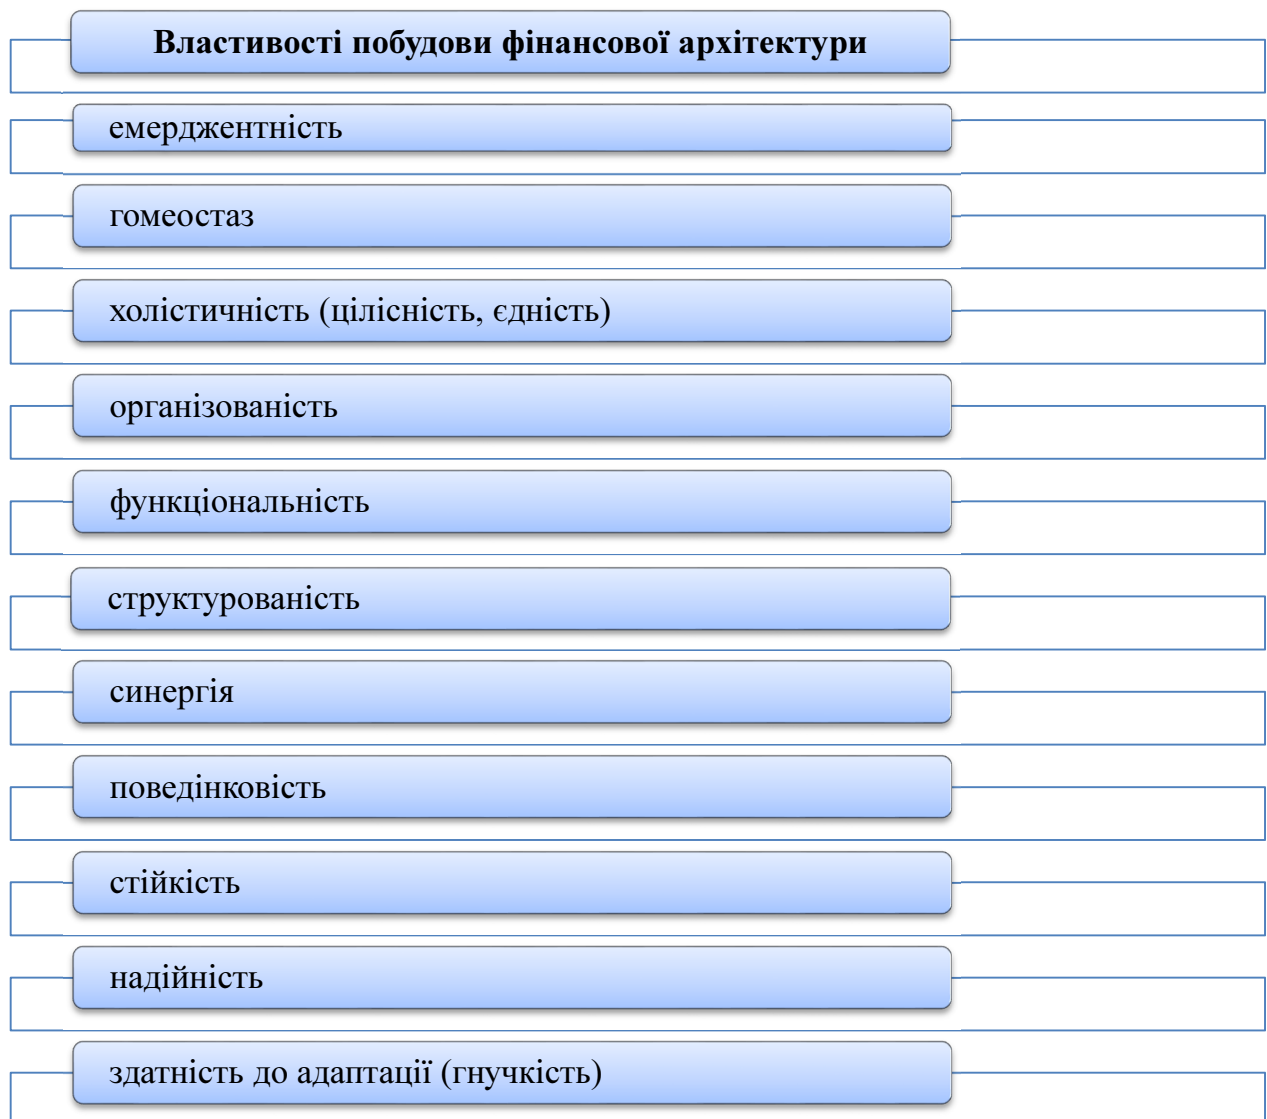 Властивості побудови фінансової архітектури
емерджентність
гомеостаз
холістичність (цілісність, єдність)
організованість
функціональність
структурованість
синергія
поведінковість
стійкість
надійність
здатність до адаптації (гнучкість)